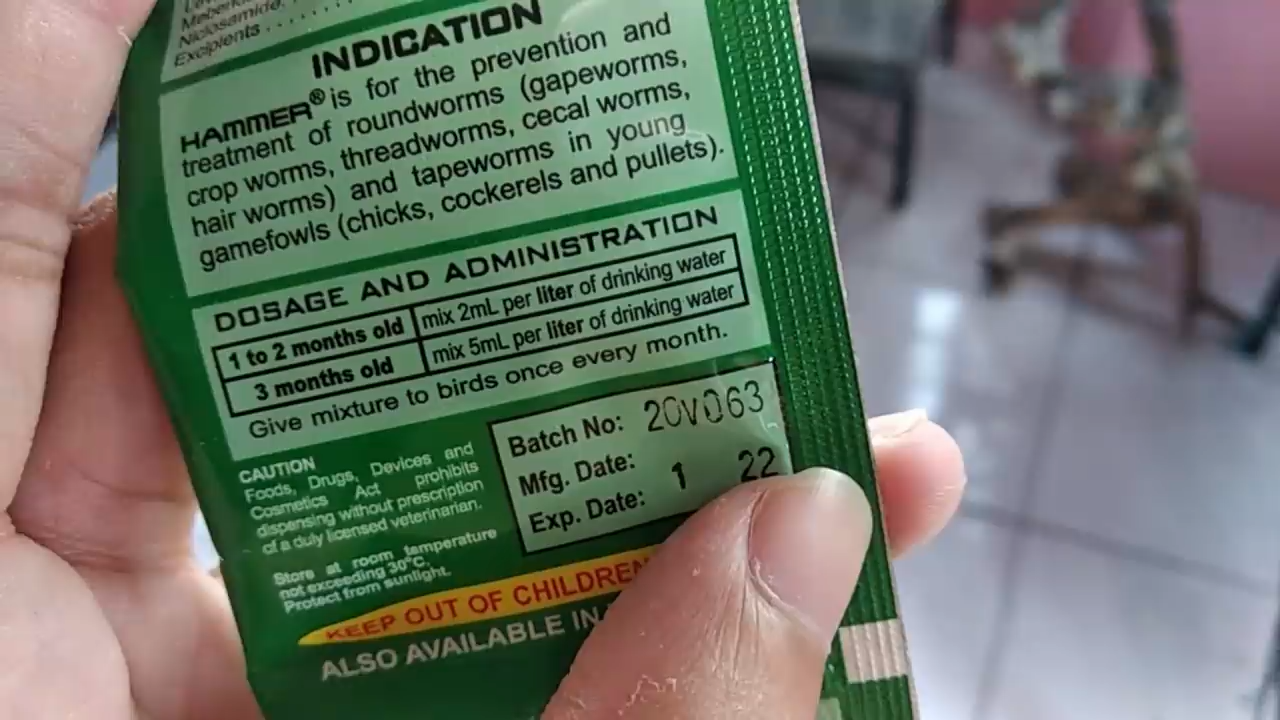 Niclosamide.
Excipients . . . . . . . .
INDICATION
HAMMER® is for the prevention and
treatment of roundworms (gapeworms,
crop worms, threadworms, cecal worms,
hair worms) and tapeworms in young
gamefowls (chicks, cockerels and pullets).
DOSAGE AND ADMINISTRATION
1 to 2 months old mix 2mL per liter of drinking water
3 months old mix 5mL per liter of drinking water
Give mixture to birds once every month.
CAUTION
Foods, Drugs, Devices and
Cosmetics Act prohibits
dispensing without prescription
of a duly licensed veterinarian.
Store at room temperature
not exceeding 30°C.
Protect from sunlight.
Batch No: 20V063
Mfg. Date:
Exp. Date: 1 22
KEEP OUT OF CHILDREN
ALSO AVAILABLE IN